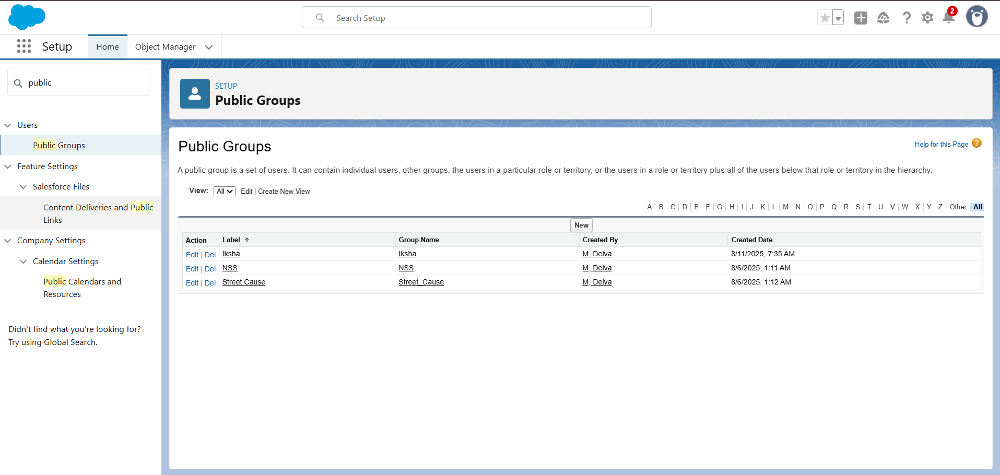 Search Setup
2
Setup
Home
Object Manager
public
Users
Public Groups
Feature Settings
Salesforce Files
Content Deliveries and Public
Links
Company Settings
Calendar Settings
Public Calendars and
Resources
Didn't find what you're looking for?
Try using Global Search.
SETUP
Public Groups
Public Groups
Help for this Page ?
A public group is a set of users. It can contain individual users, other groups, the users in a particular role or territory, or the users in a role or territory plus all of the users below that role or territory in the hierarchy.
View: All Edit | Create New View
A | B | C | D | E | F | G | H | I | J | K | L | M | N | O | P | Q | R | S | T | U | V | W | X | Y | Z | Other | All
New
Action Label ↑ Group Name Created By Created Date
Edit | Del Iksha Iksha M, Deiva 8/11/2025, 7:35 AM
Edit | Del NSS NSS M, Deiva 8/6/2025, 1:11 AM
Edit | Del Street Cause Street_Cause M, Deiva 8/6/2025, 1:12 AM